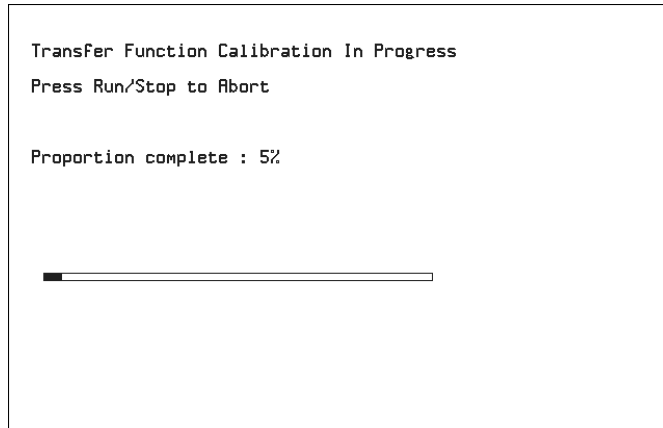 Transfer Function Calibration In Progress
Press Run/Stop to Abort
Proportion complete : 5%